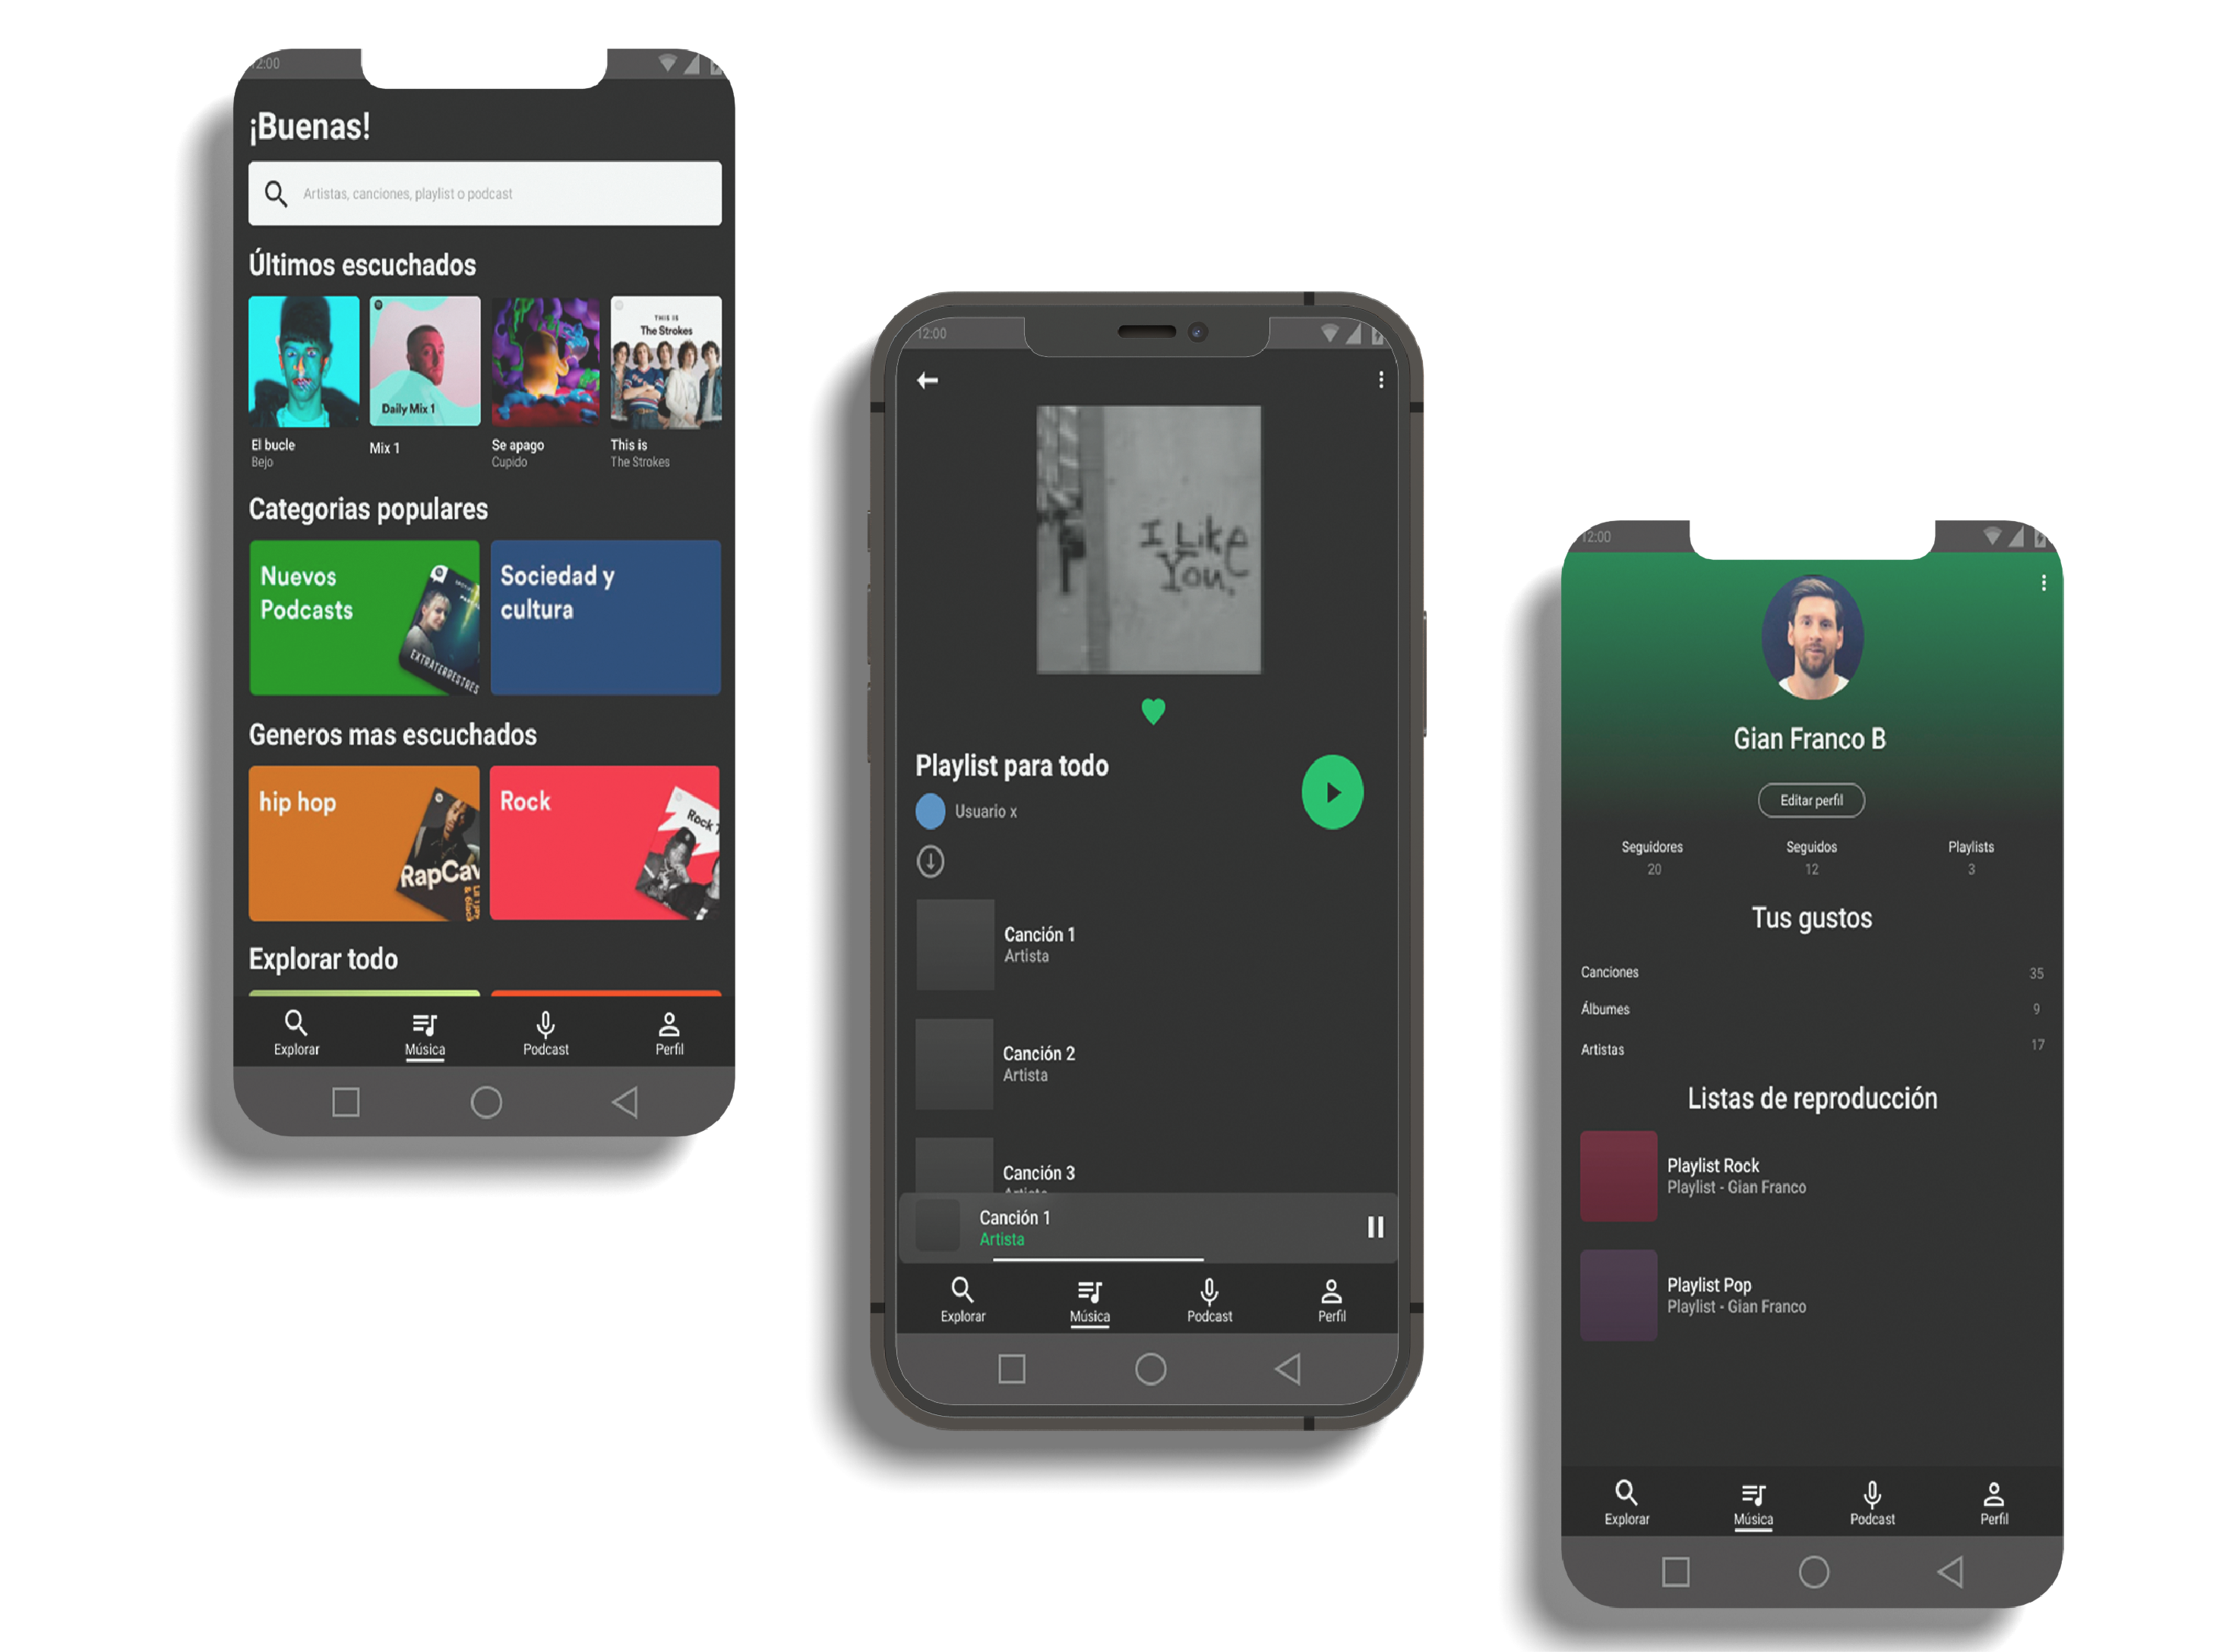 12:00
¡Buenas!
Artistas, canciones, playlist o podcast
Últimos escuchados
Daily Mix 1
THIS IS
The Strokes
El bucle
Bejo
Mix 1
Se apago
Cupido
This is
The Strokes
Categorias populares
Nuevos
Podcasts
EXTRATERRESTRES
Sociedad y
cultura
Generos mas escuchados
hip hop
RapCav
Rock
Rock
Explorar todo
Explorar
Música
Podcast
Perfil
12:00
I Like
You.
Playlist para todo
Usuario x
Canción 1
Artista
Canción 2
Artista
Canción 3
Artista
Canción 1
Artista
Explorar
Música
Podcast
Perfil
12:00
Gian Franco B
Editar perfil
Seguidores
Seguidos
Playlists
20
12
3
Tus gustos
Canciones
35
Álbumes
9
Artistas
17
Listas de reproducción
Playlist Rock
Playlist - Gian Franco
Playlist Pop
Playlist - Gian Franco
Explorar
Música
Podcast
Perfil